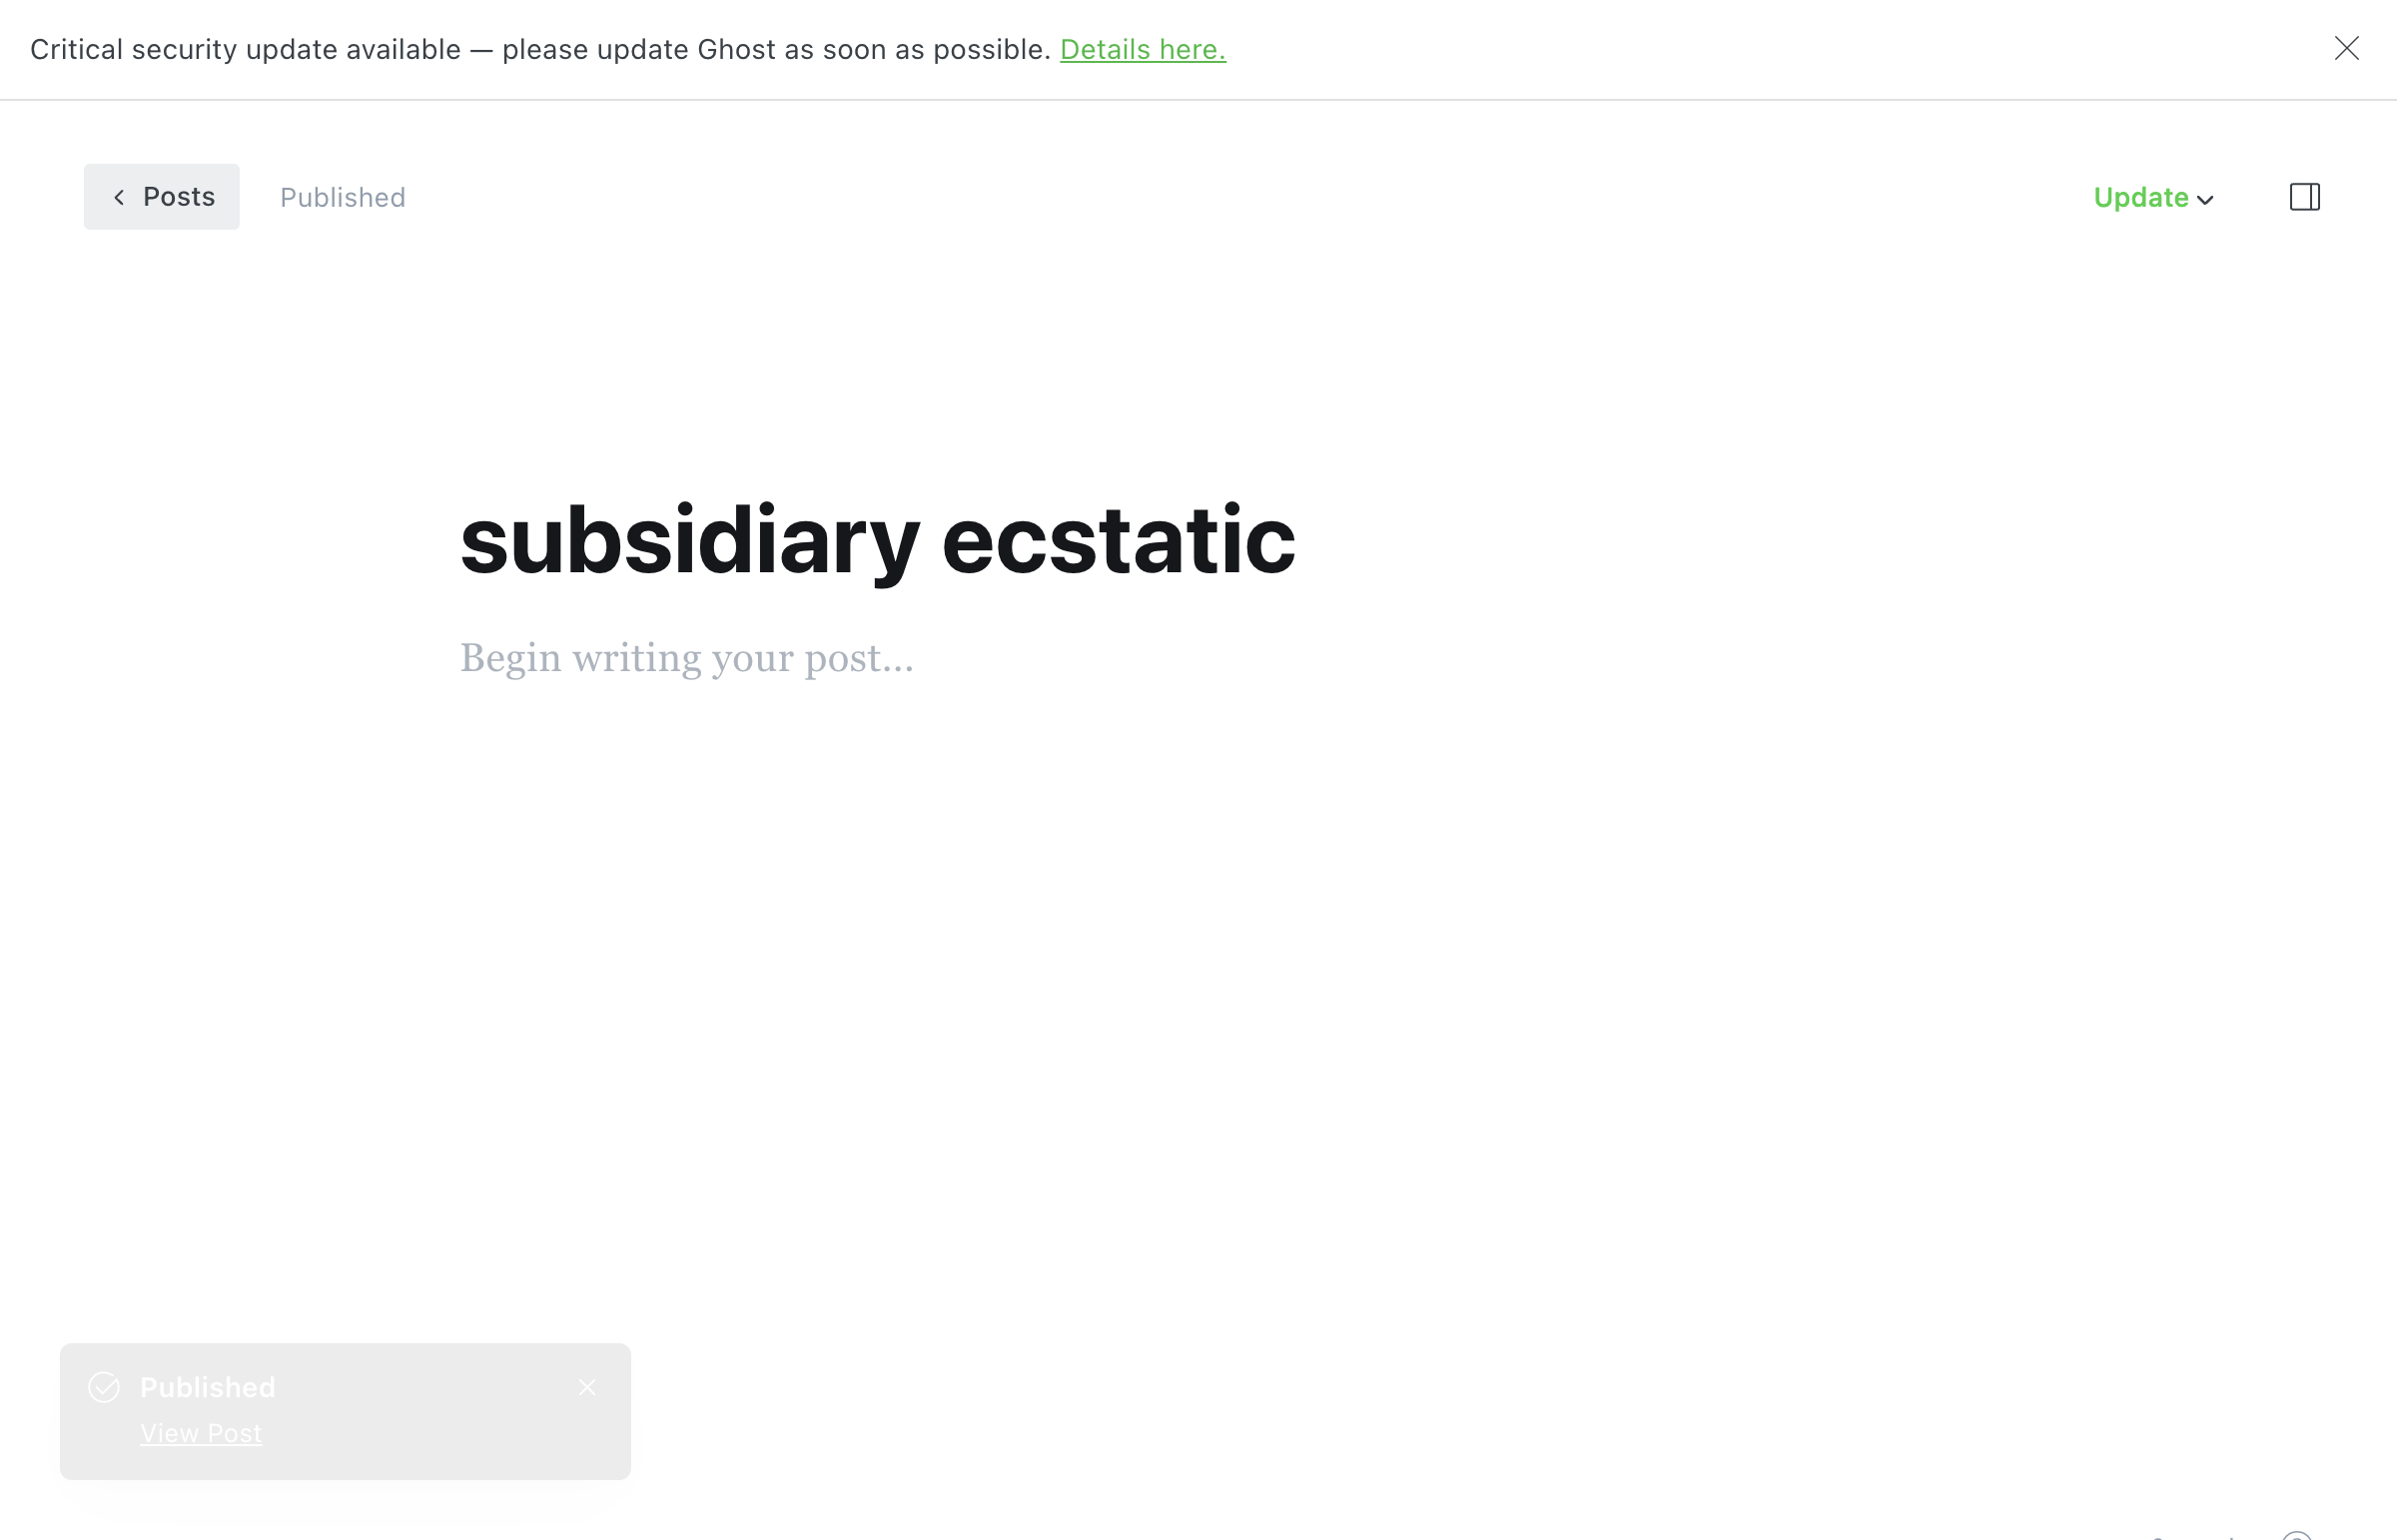 Critical security update available — please update Ghost as soon as possible. Details here.
Posts
Published
Update
subsidiary ecstatic
Begin writing your post...
Published
View Post